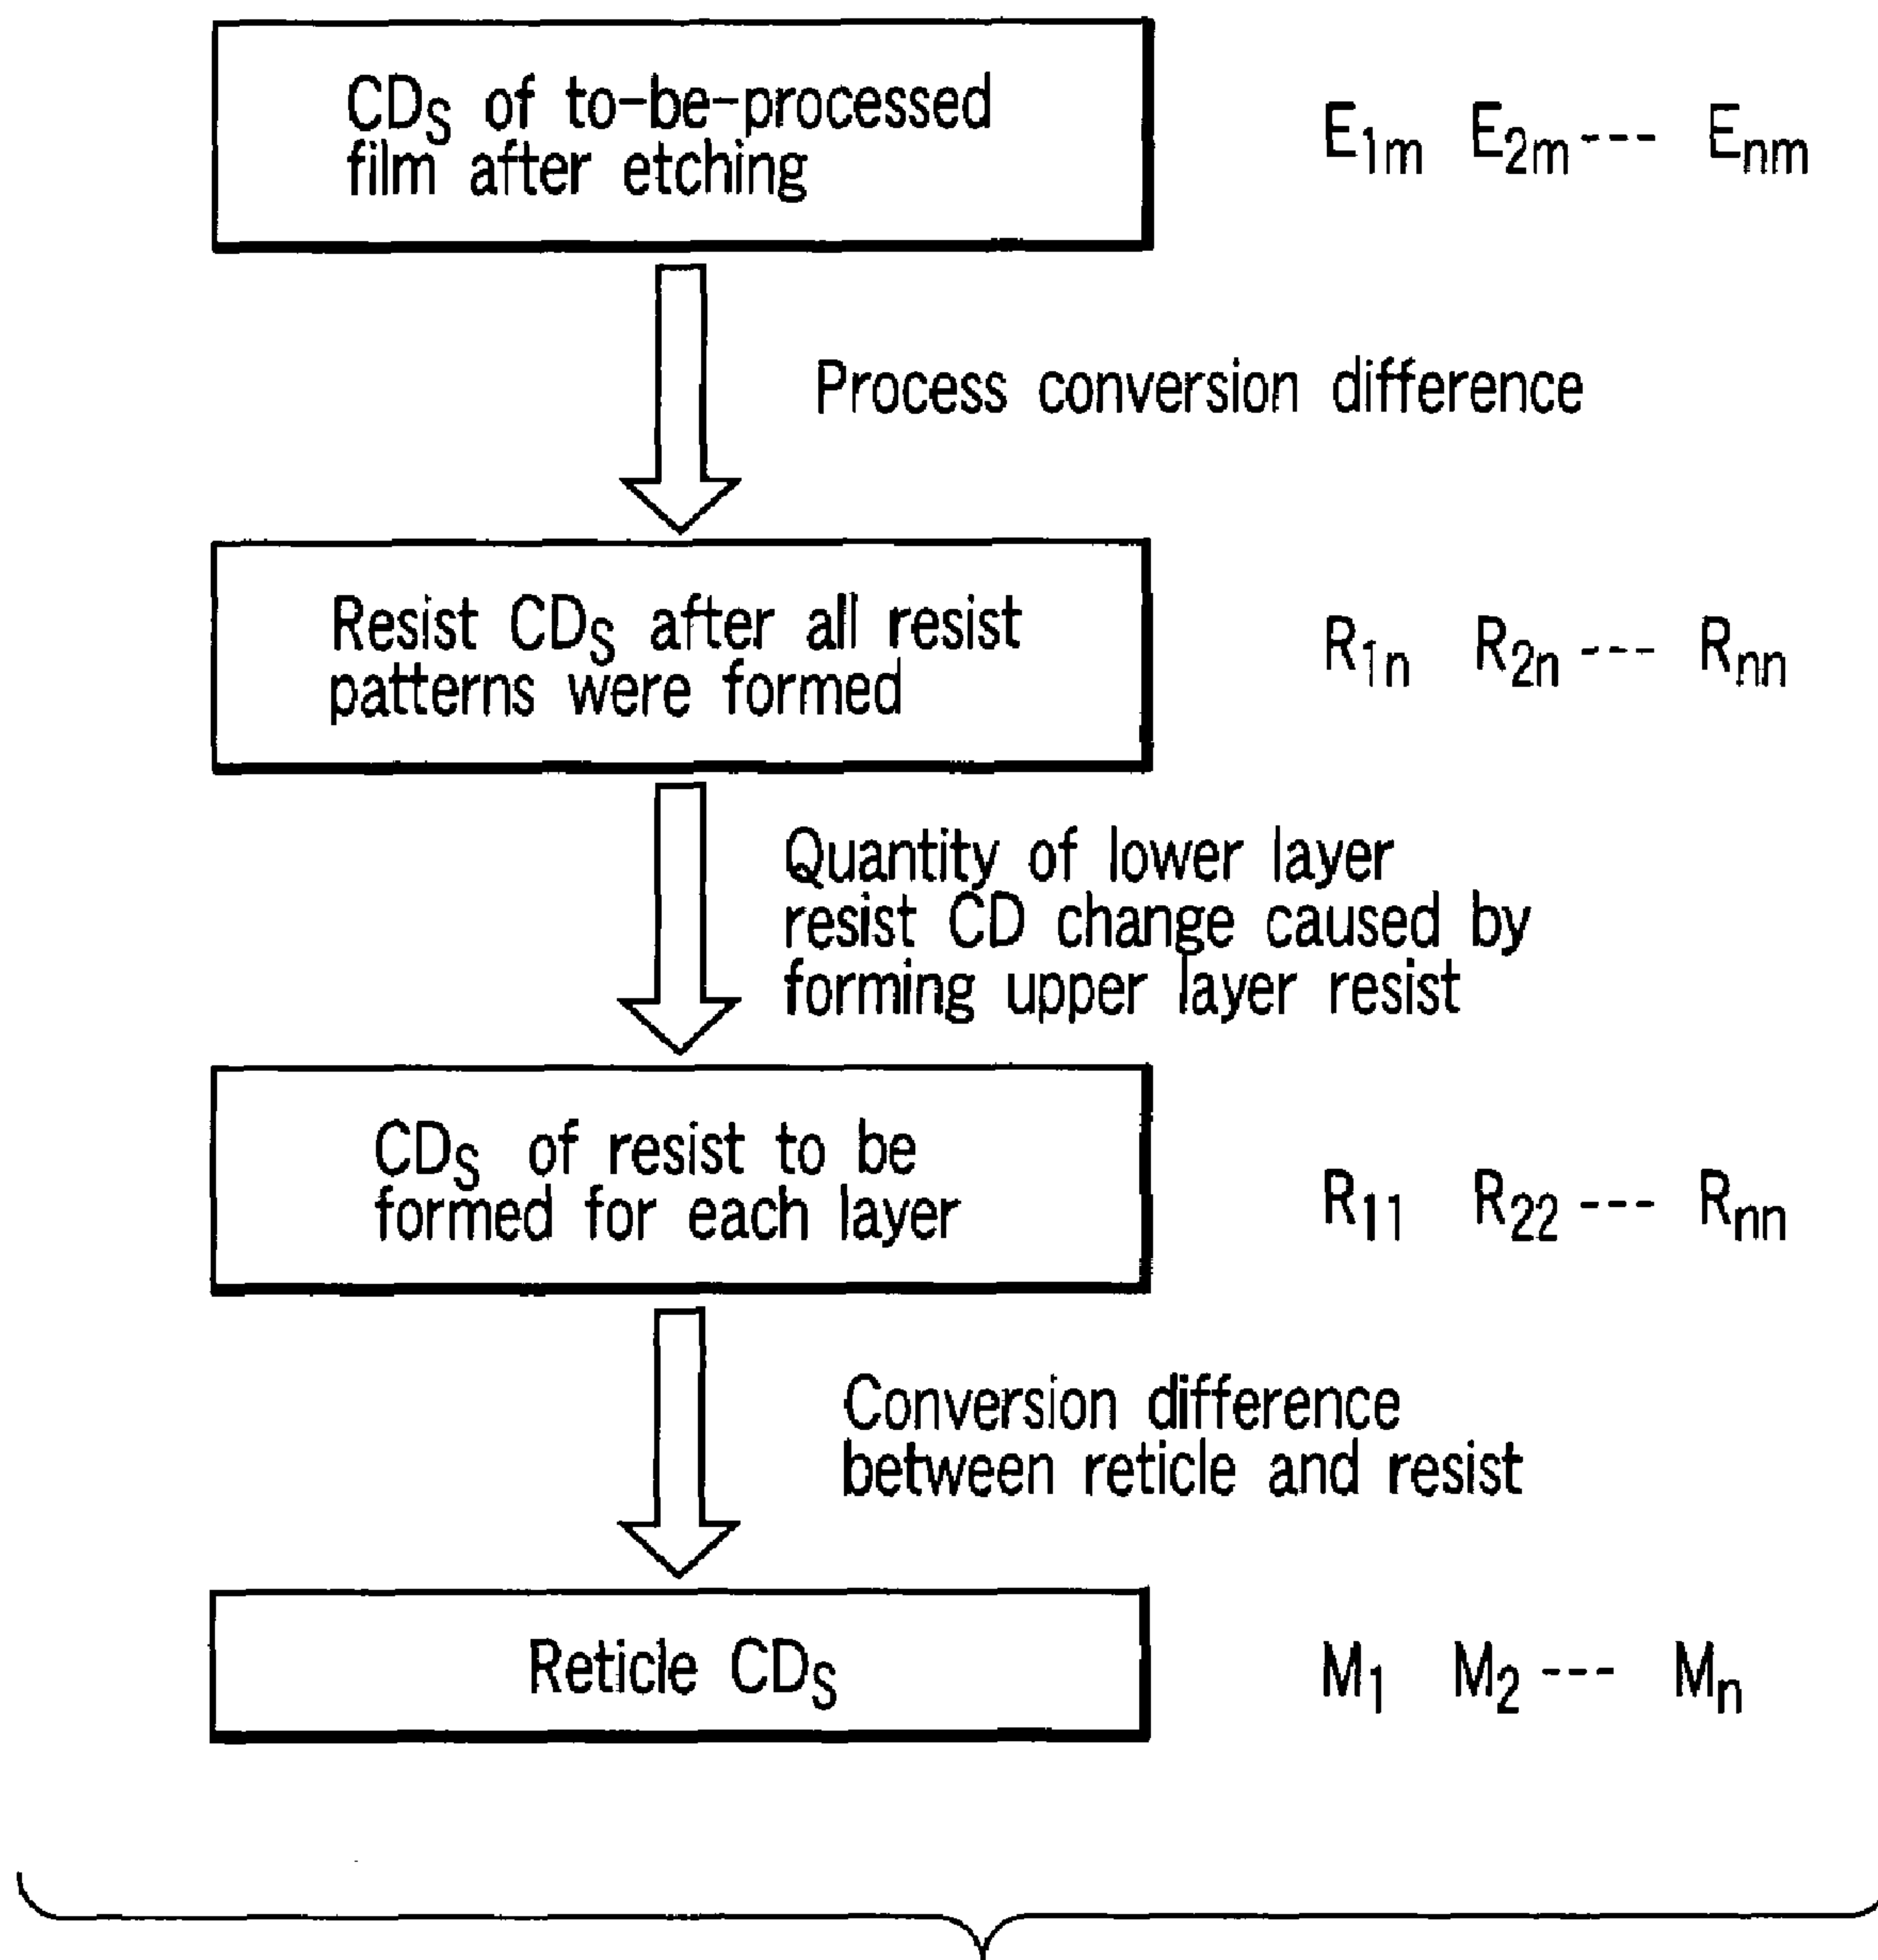 CDs of to-be-processed
film after etching
E1m E2m --- Enm
Process conversion difference
Resist CDs after all resist
patterns were formed
R1n R2n --- Rnn
Quantity of lower layer
resist CD change caused by
forming upper layer resist
CDs of resist to be
formed for each layer
R11 R22 --- Rnn
Conversion difference
between reticle and resist
Reticle CDs
M1 M2 --- Mn